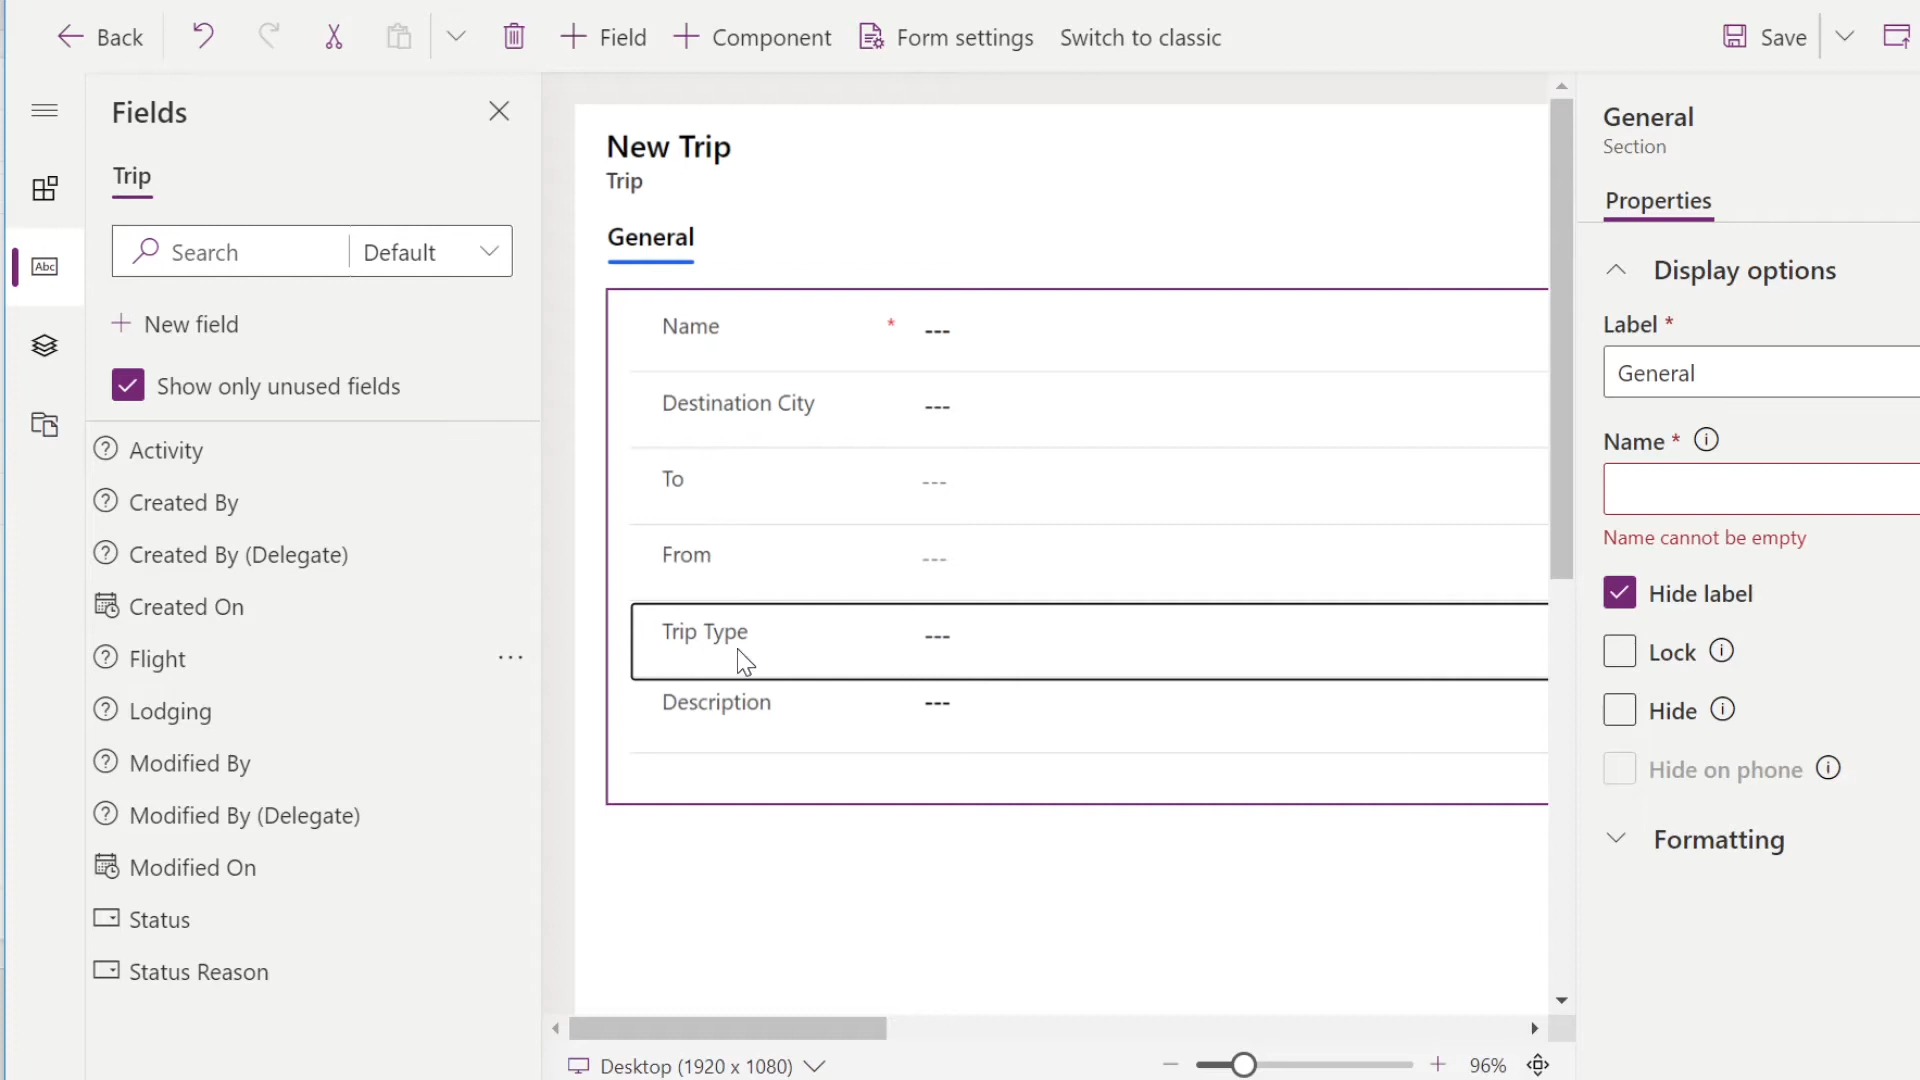 Back
Field
Component
Form settings
Switch to classic
Save
Fields
Trip
Search
Default
New field
Show only unused fields
Abc
Activity
Created By
Created By (Delegate)
Created On
Flight
Lodging
Modified By
Modified By (Delegate)
Modified On
Status
Status Reason
New Trip
Trip
General
Name * ---
Destination City ---
To ---
From ---
Trip Type ---
Description ---
Desktop (1920 x 1080)
96%
General
Section
Properties
Display options
Label *
General
Name *
Name cannot be empty
Hide label
Lock
Hide
Hide on phone
Formatting